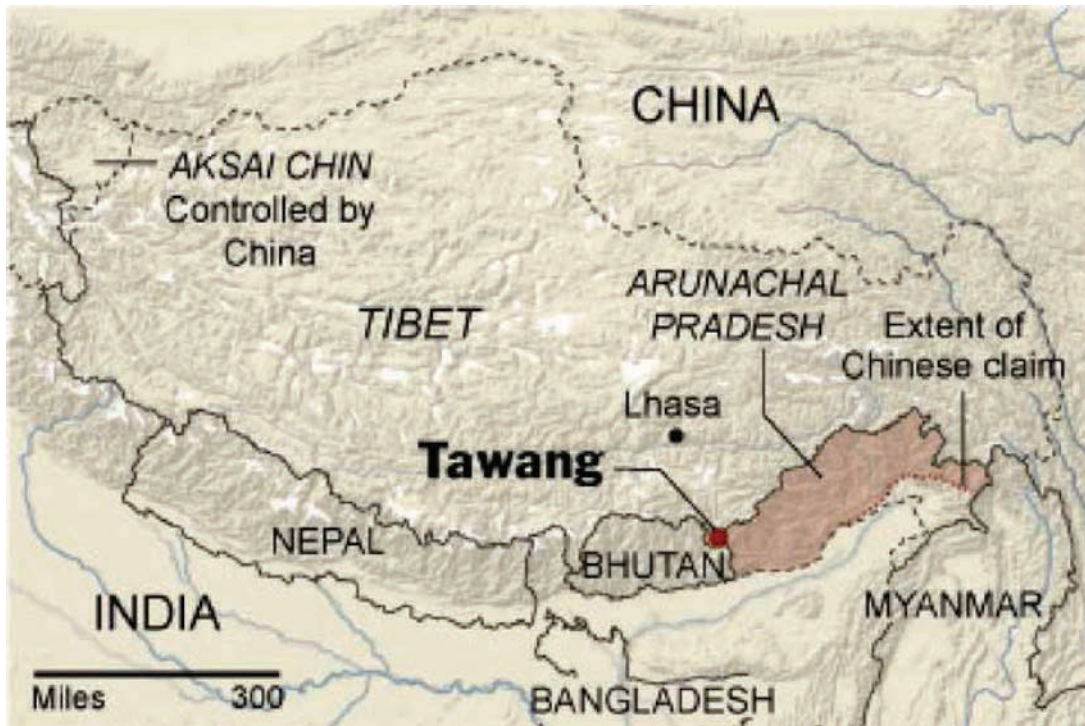 CHINA
AKSAI CHIN
Controlled by
China
TIBET
ARUNACHAL
PRADESH
Extent of
Chinese claim
Lhasa
Tawang
NEPAL
BHUTAN
INDIA
MYANMAR
Miles 300
BANGLADESH